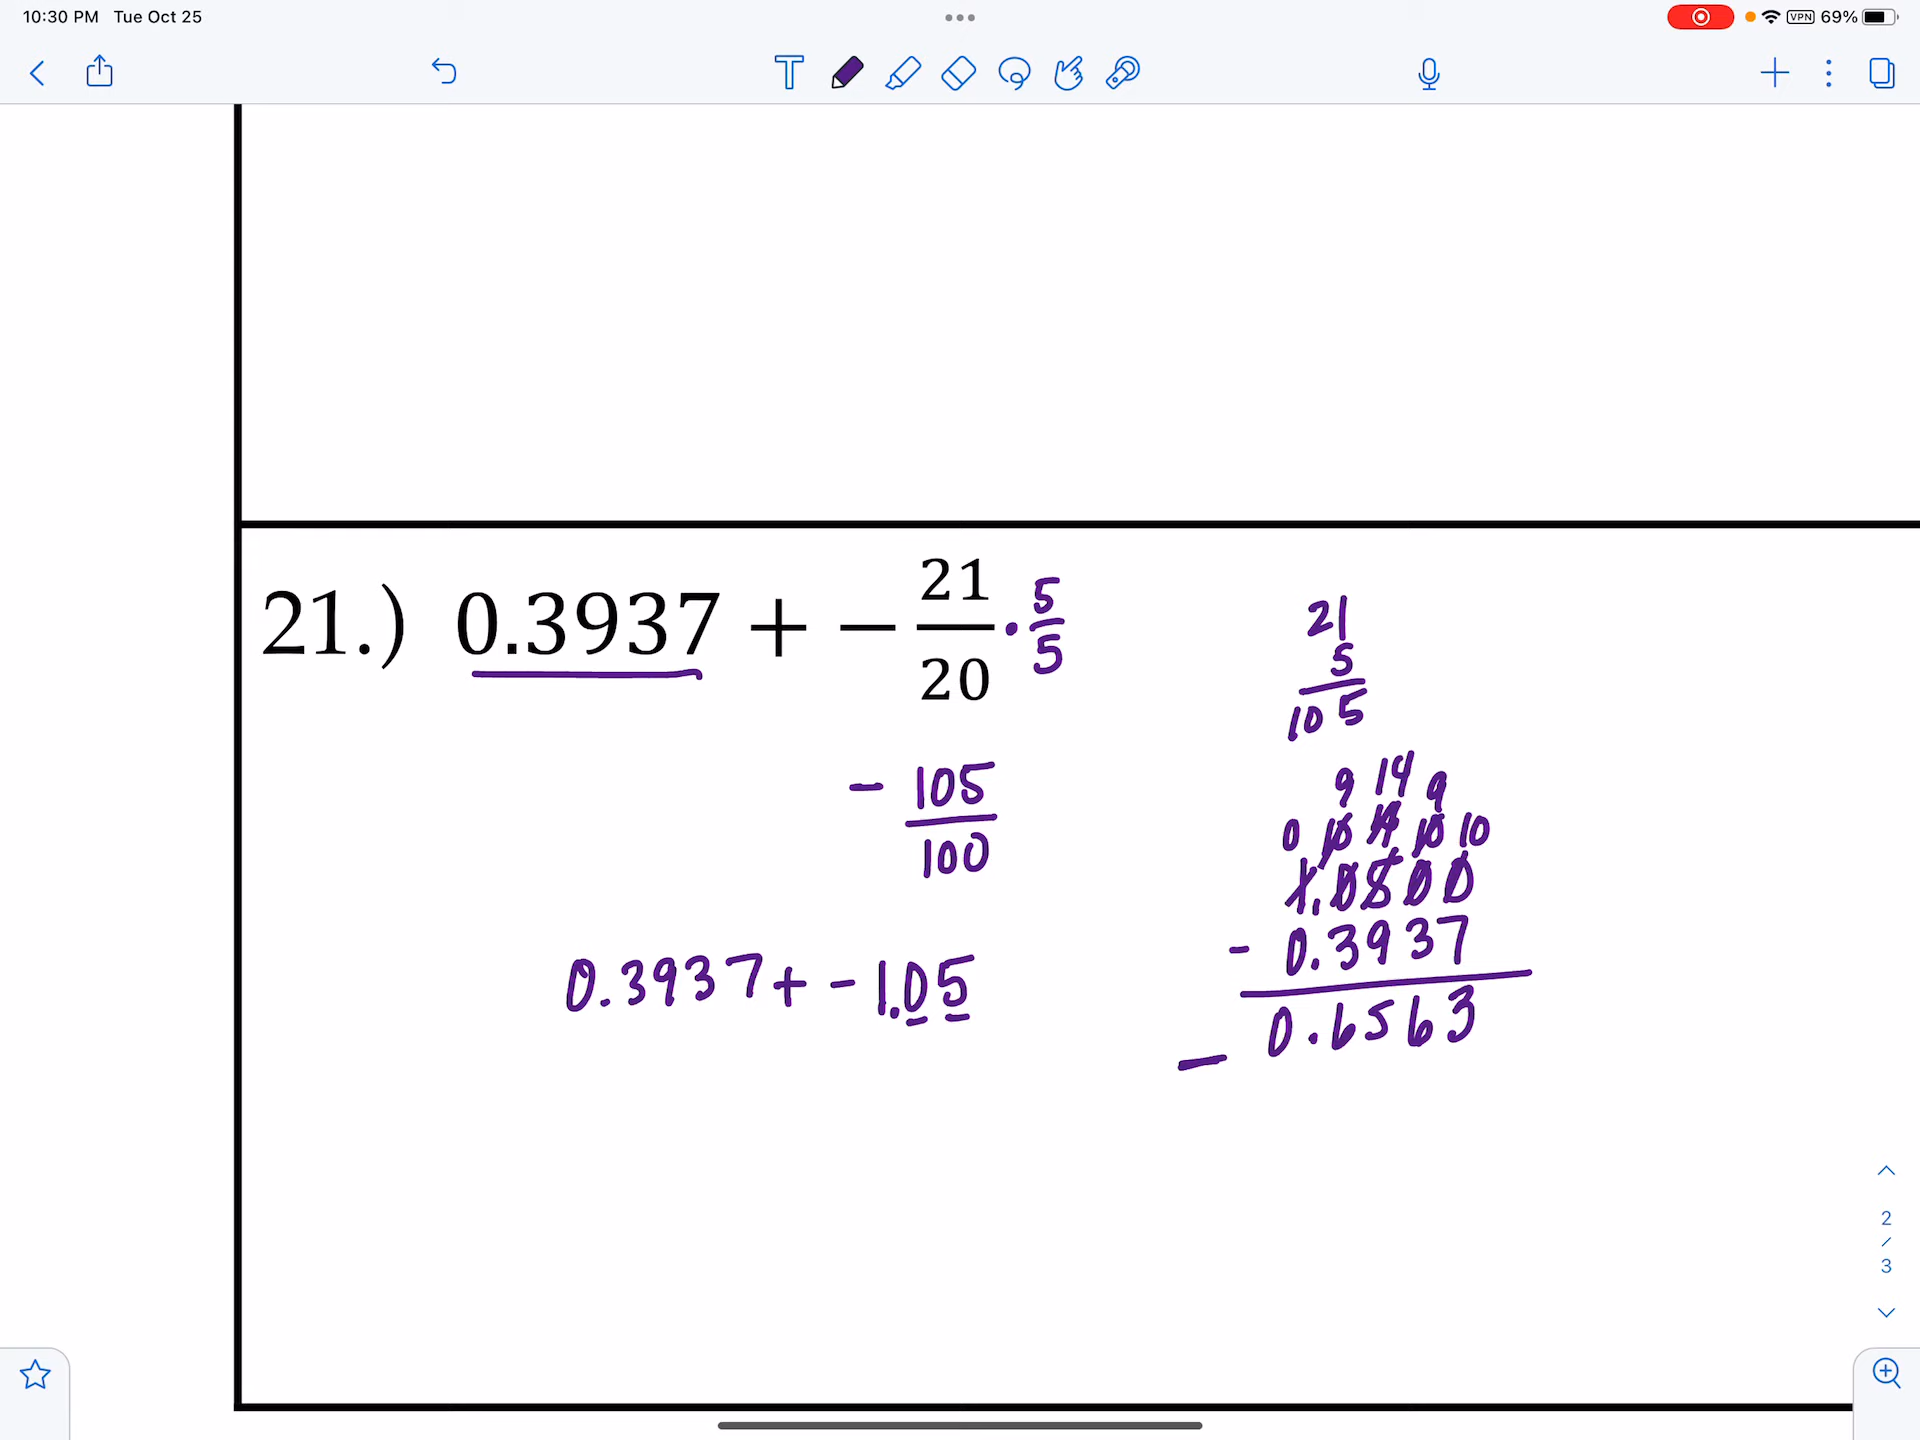 10:30 PM Tue Oct 25
VPN 69%
T
21.) 0.3937 + − 21/20 · 5/5
21
5
105
− 105/100
9 14 9
0 10 14 10 10
1.0500
− 0.3937
0.3937 + − 1.05
− 0.6563
2
/
3